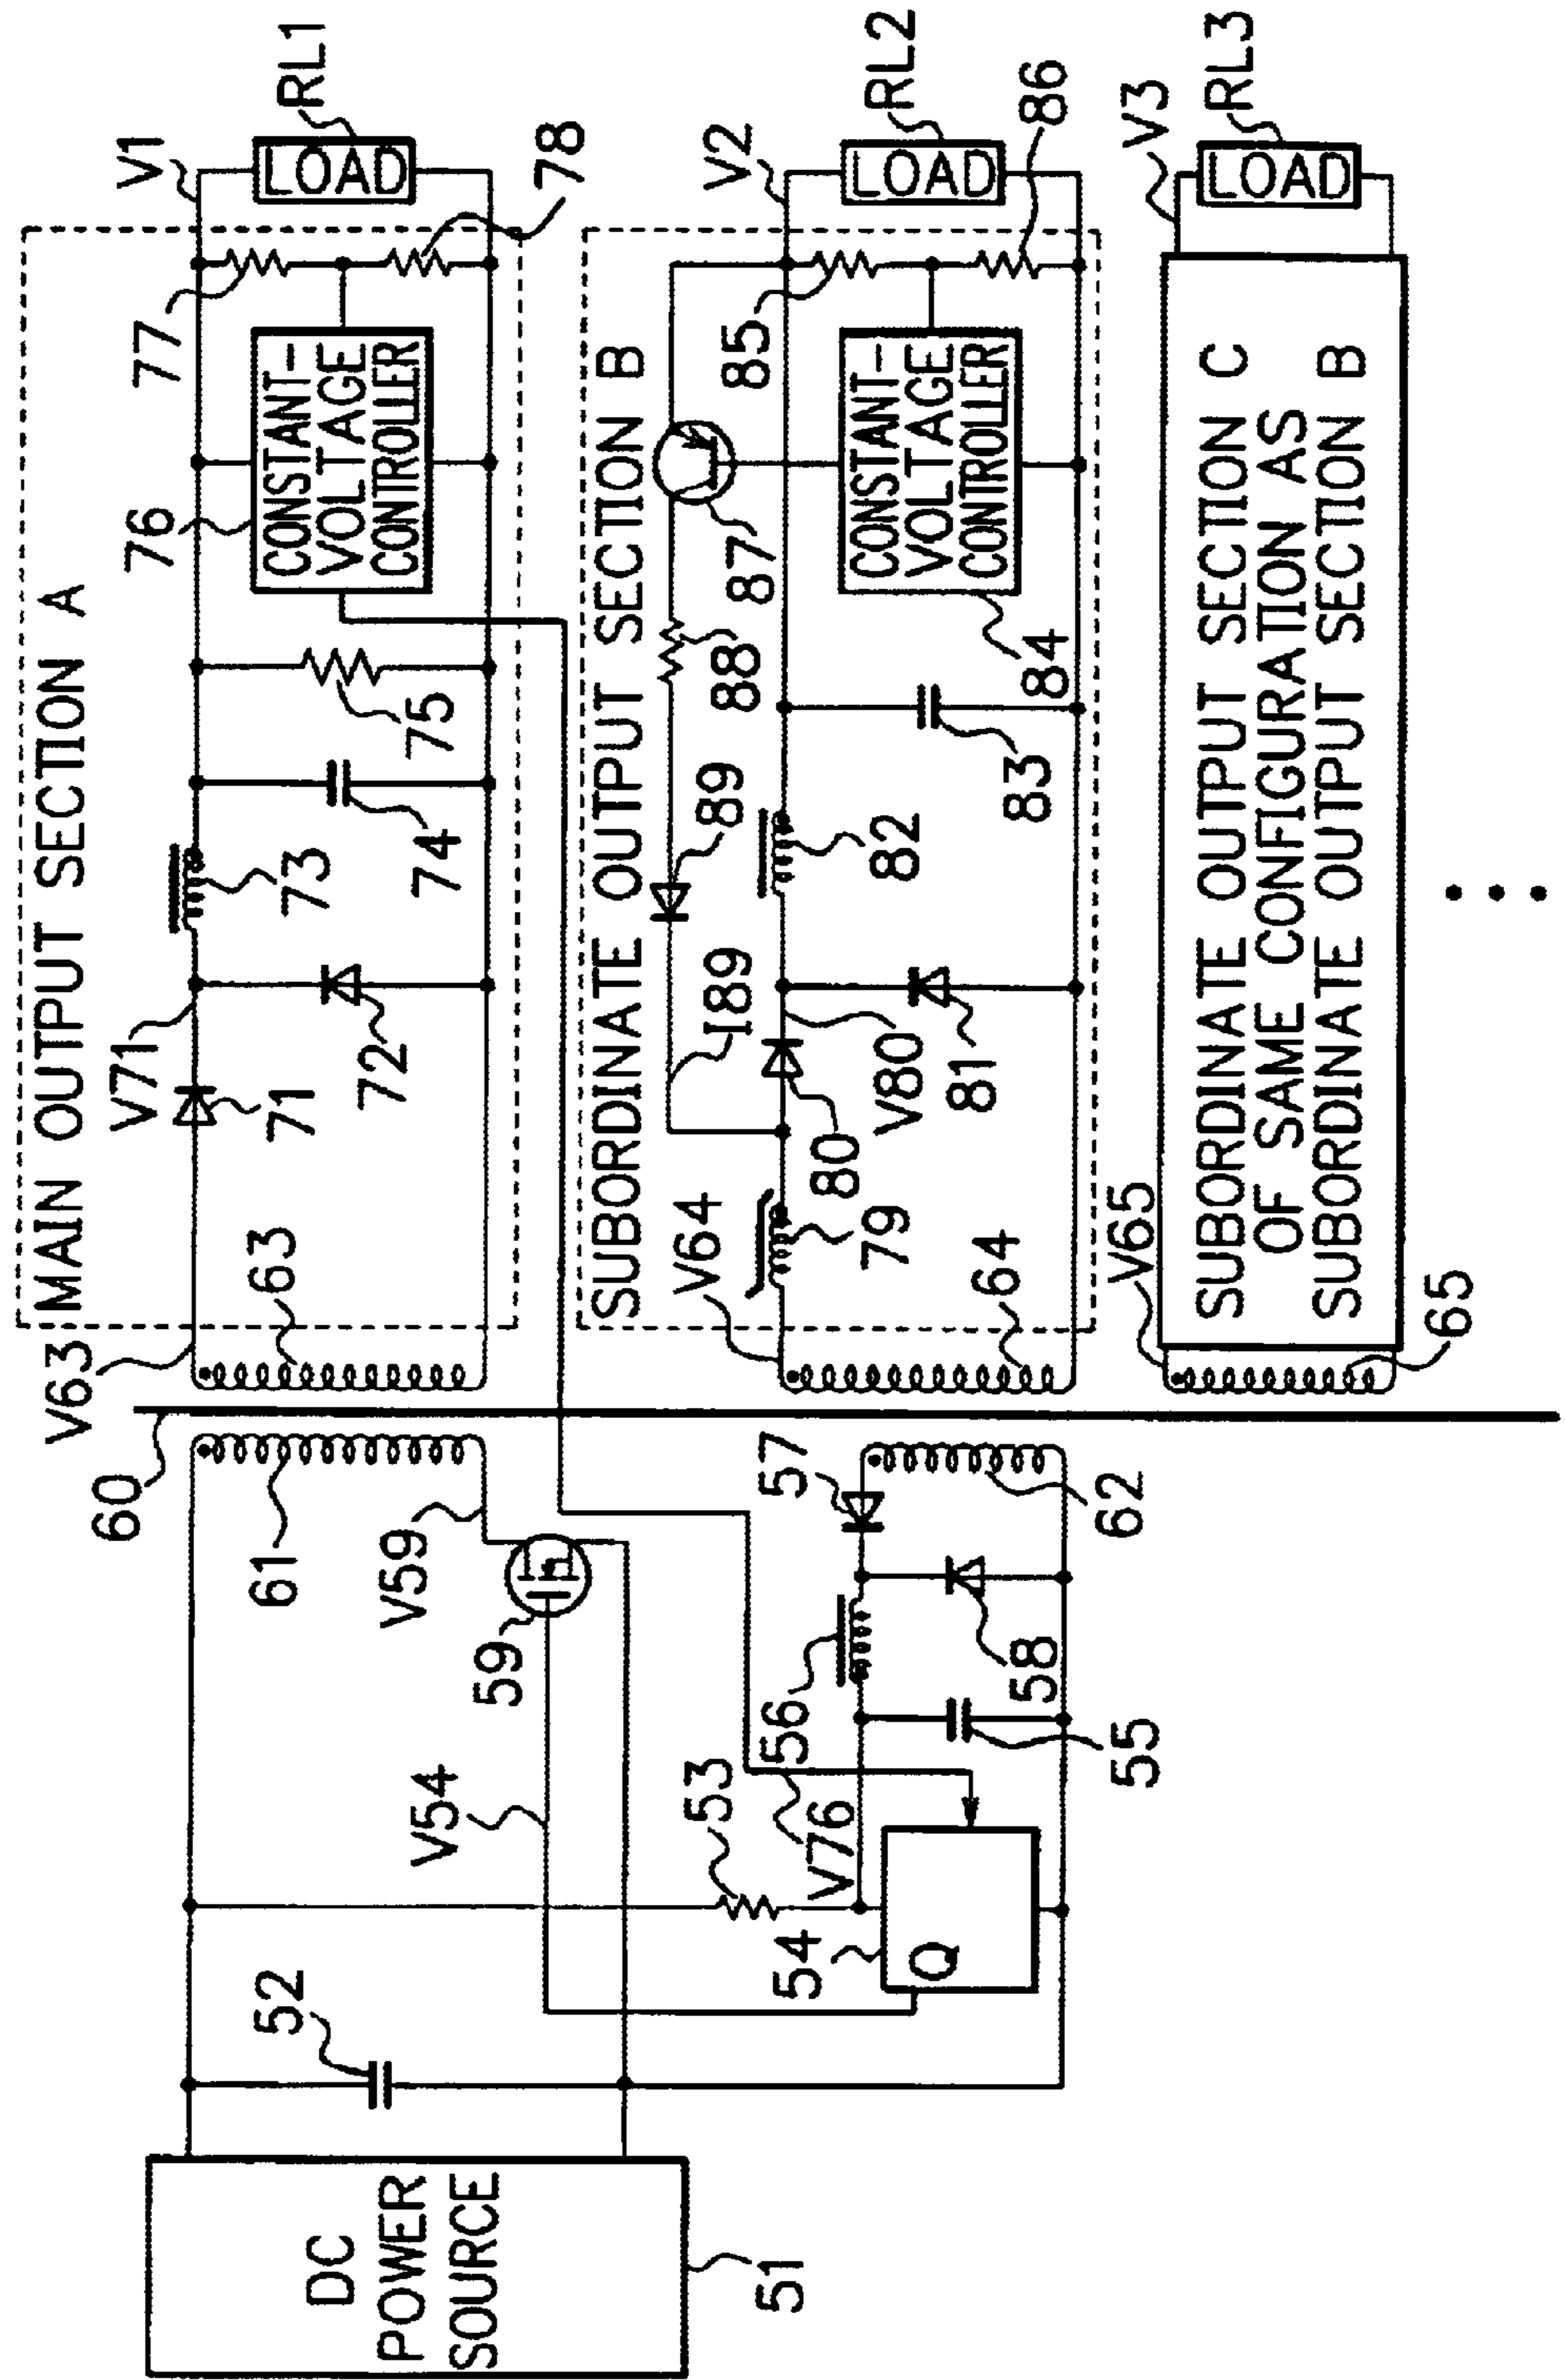 DC
POWER
SOURCE
51
52
53
54
Q
V54
V76
55
56
57
58
59
V59
60
61
62
V63
63
MAIN OUTPUT SECTION A
V71
71
72
73
74
75
76
CONSTANT-
VOLTAGE
CONTROLLER
77
78
V1
LOAD
RL1
SUBORDINATE OUTPUT SECTION B
V64
64
79
80
V80
81
I89
89
82
83
88
87
84
CONSTANT-
VOLTAGE
CONTROLLER
85
86
V2
LOAD
RL2
V65
65
SUBORDINATE OUTPUT SECTION C
OF SAME CONFIGURATION AS
SUBORDINATE OUTPUT SECTION B
V3
LOAD
RL3